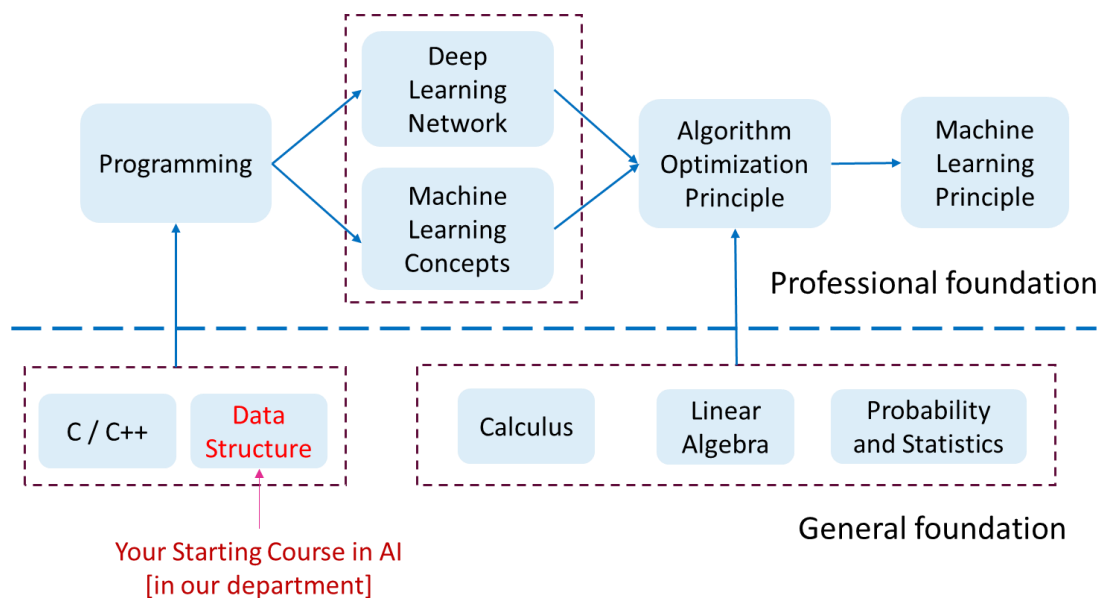 Deep
Learning
Network
Programming
Machine
Learning
Concepts
Algorithm
Optimization
Principle
Machine
Learning
Principle
Professional foundation
C / C++
Data
Structure
Calculus
Linear
Algebra
Probability
and Statistics
General foundation
Your Starting Course in AI
[in our department]